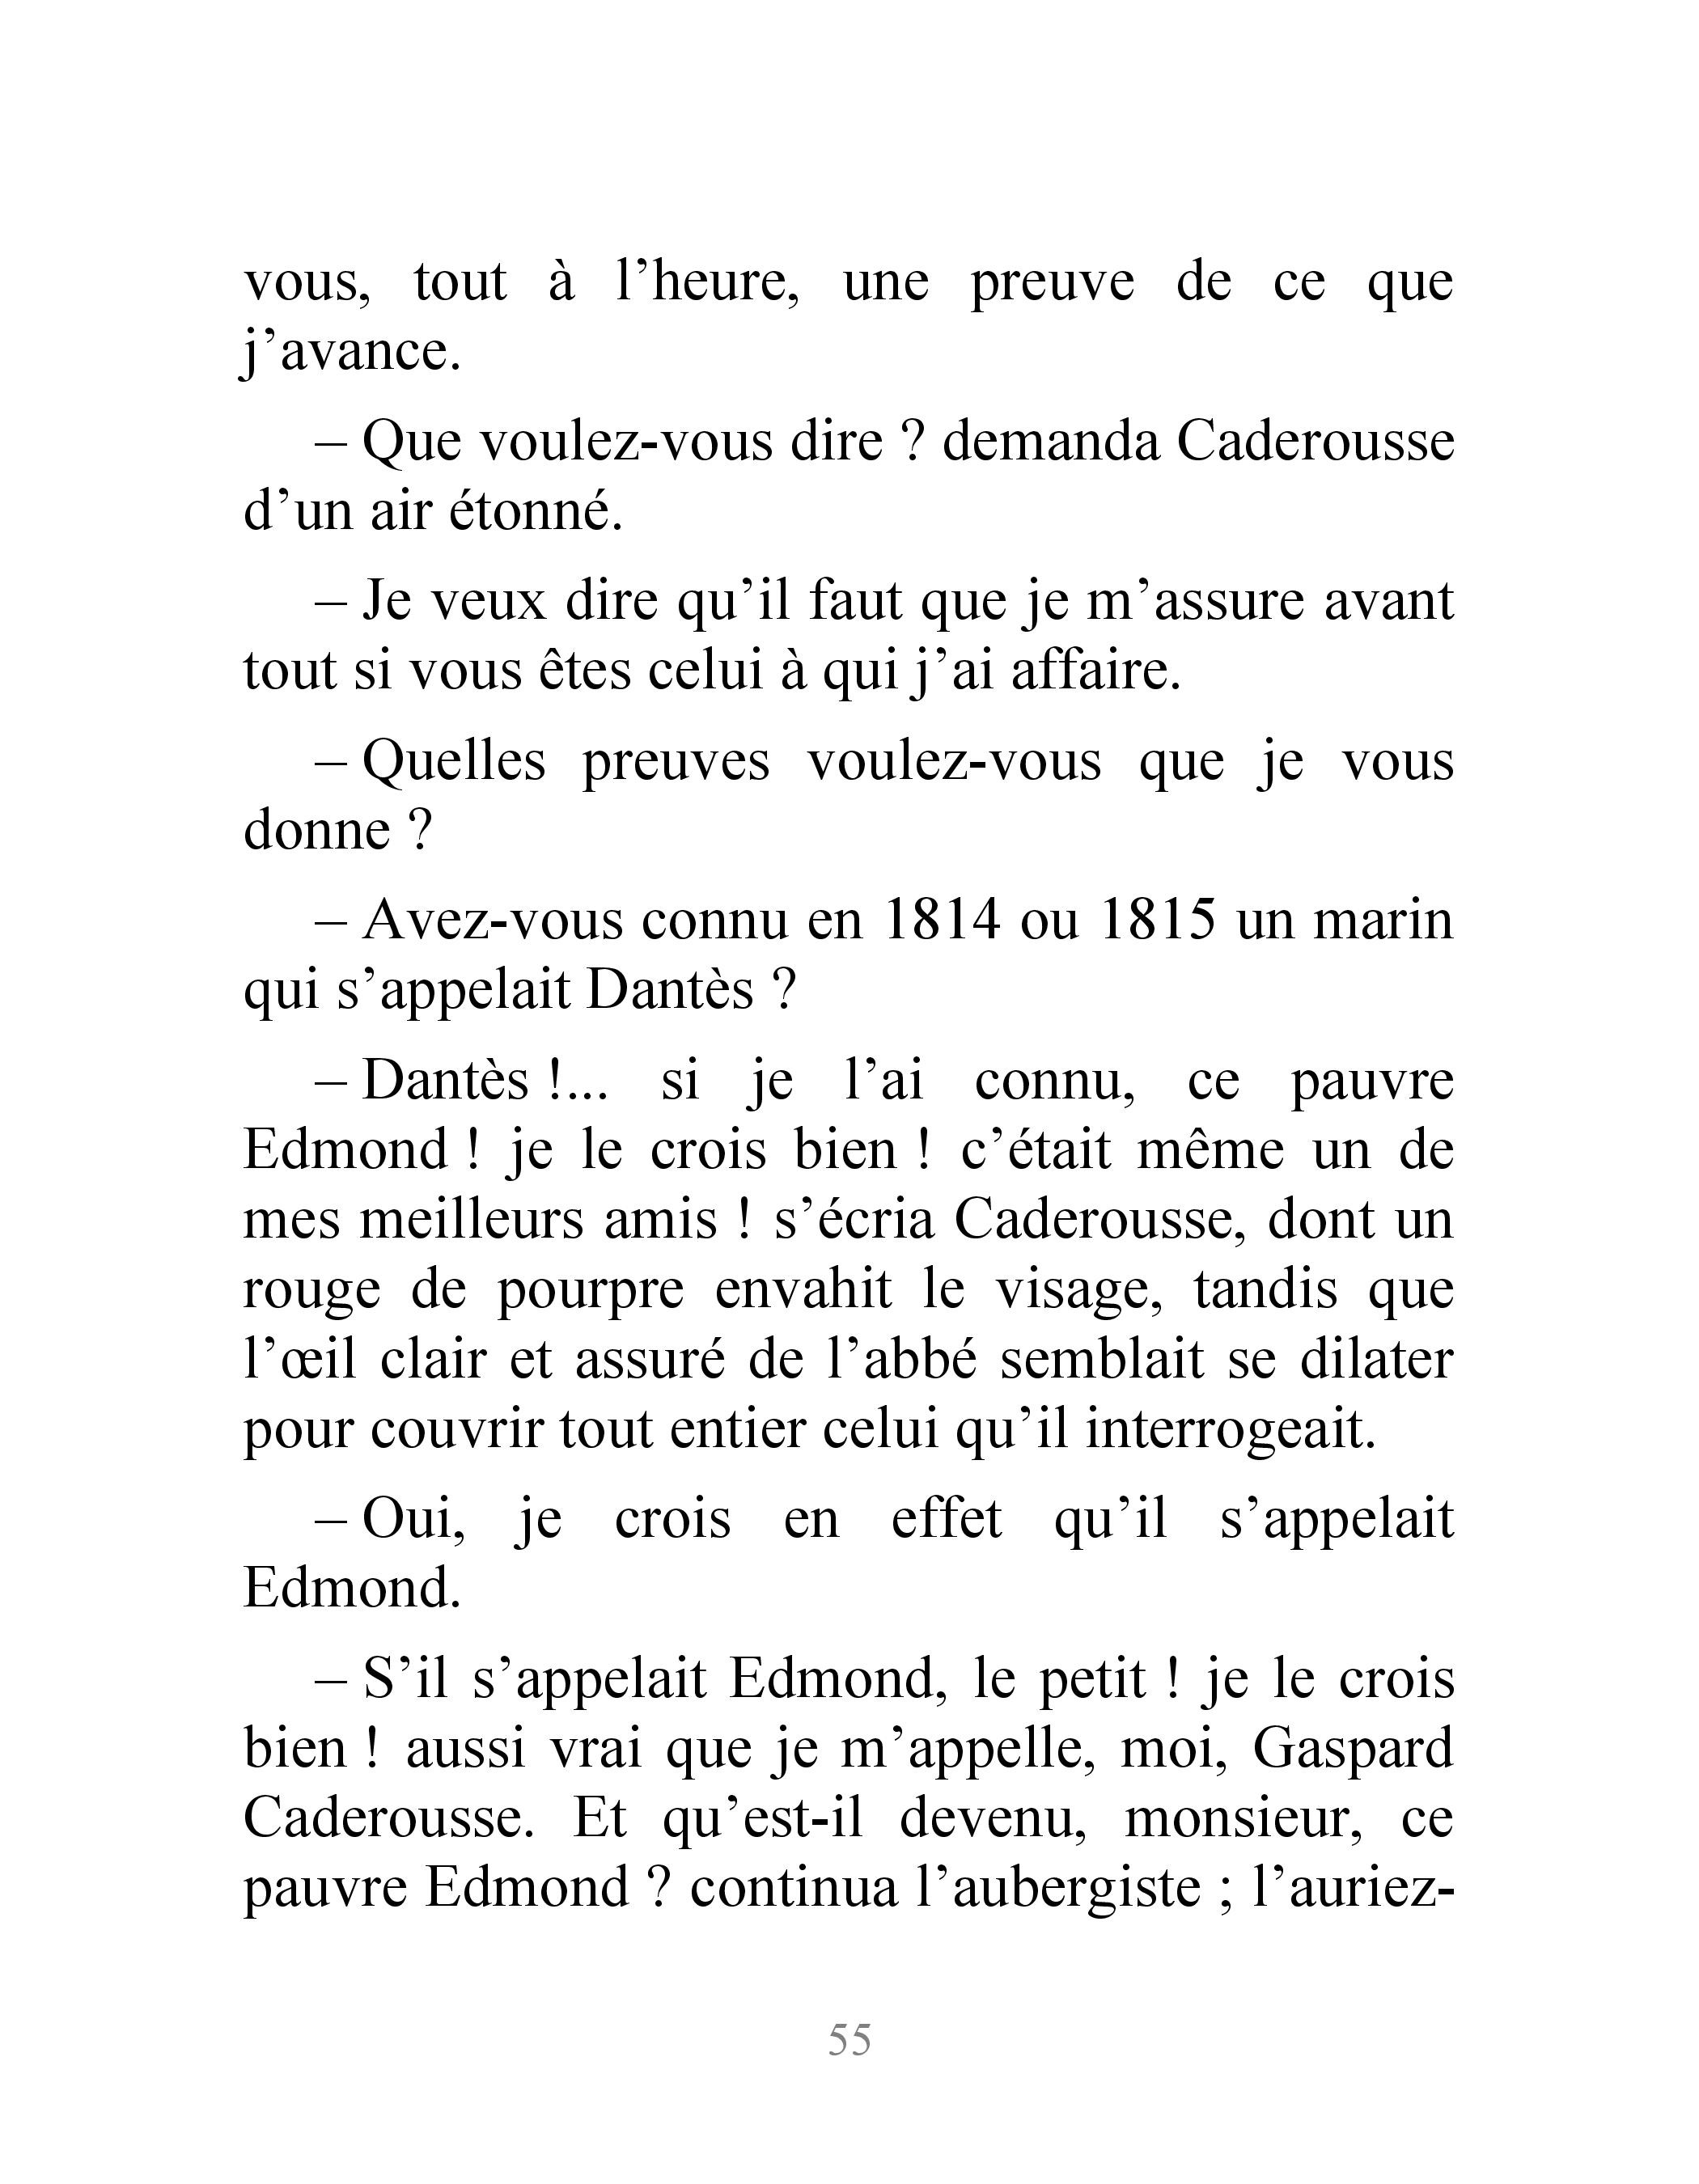 vous, tout à l’heure, une preuve de ce que
j’avance.
– Que voulez-vous dire ? demanda Caderousse
d’un air étonné.
– Je veux dire qu’il faut que je m’assure avant
tout si vous êtes celui à qui j’ai affaire.
– Quelles preuves voulez-vous que je vous
donne ?
– Avez-vous connu en 1814 ou 1815 un marin
qui s’appelait Dantès ?
– Dantès !... si je l’ai connu, ce pauvre
Edmond ! je le crois bien ! c’était même un de
mes meilleurs amis ! s’écria Caderousse, dont un
rouge de pourpre envahit le visage, tandis que
l’œil clair et assuré de l’abbé semblait se dilater
pour couvrir tout entier celui qu’il interrogeait.
– Oui, je crois en effet qu’il s’appelait
Edmond.
– S’il s’appelait Edmond, le petit ! je le crois
bien ! aussi vrai que je m’appelle, moi, Gaspard
Caderousse. Et qu’est-il devenu, monsieur, ce
pauvre Edmond ? continua l’aubergiste ; l’auriez-
55